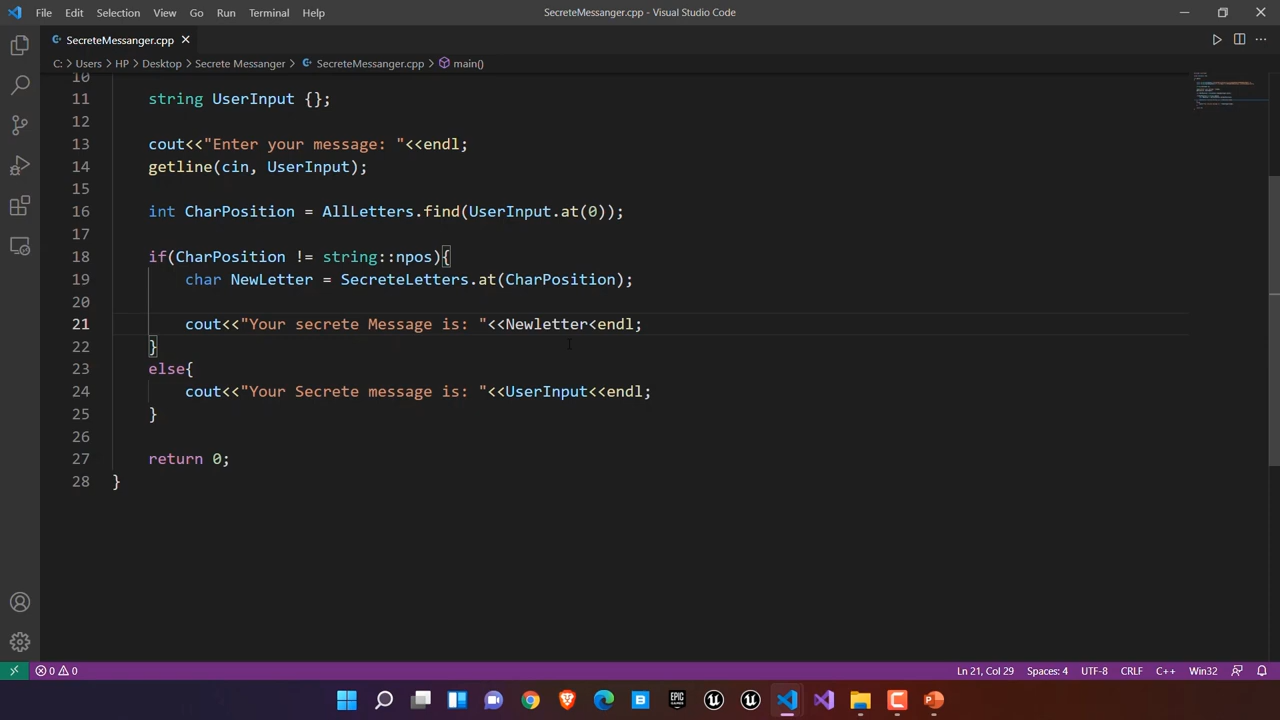 File Edit Selection View Go Run Terminal Help SecreteMessanger.cpp - Visual Studio Code
SecreteMessanger.cpp
C: > Users > HP > Desktop > Secrete Messanger > SecreteMessanger.cpp > main()
10
11 string UserInput {};
12
13 cout<<"Enter your message: "<<endl;
14 getline(cin, UserInput);
15
16 int CharPosition = AllLetters.find(UserInput.at(0));
17
18 if(CharPosition != string::npos){
19 char NewLetter = SecreteLetters.at(CharPosition);
20
21 cout<<"Your secrete Message is: "<<Newletter<endl;
22 }
23 else{
24 cout<<"Your Secrete message is: "<<UserInput<<endl;
25 }
26
27 return 0;
28 }
0 0 Ln 21, Col 29 Spaces: 4 UTF-8 CRLF C++ Win32